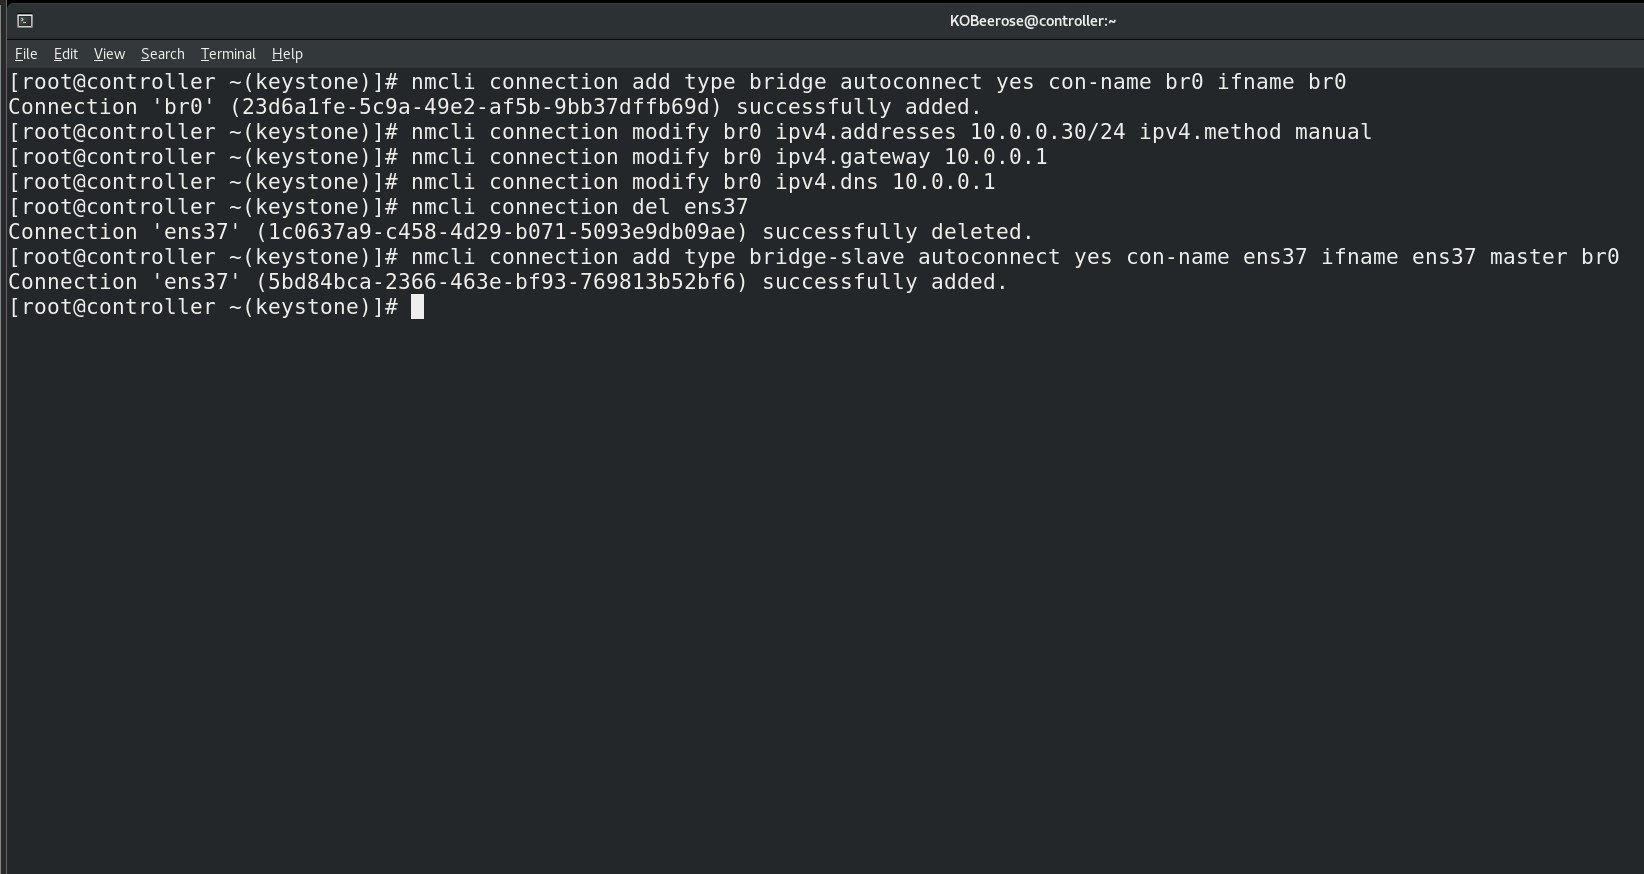 KOBeerose@controller:~
File Edit View Search Terminal Help
[root@controller ~(keystone)]# nmcli connection add type bridge autoconnect yes con-name br0 ifname br0
Connection 'br0' (23d6a1fe-5c9a-49e2-af5b-9bb37dffb69d) successfully added.
[root@controller ~(keystone)]# nmcli connection modify br0 ipv4.addresses 10.0.0.30/24 ipv4.method manual
[root@controller ~(keystone)]# nmcli connection modify br0 ipv4.gateway 10.0.0.1
[root@controller ~(keystone)]# nmcli connection modify br0 ipv4.dns 10.0.0.1
[root@controller ~(keystone)]# nmcli connection del ens37
Connection 'ens37' (1c0637a9-c458-4d29-b071-5093e9db09ae) successfully deleted.
[root@controller ~(keystone)]# nmcli connection add type bridge-slave autoconnect yes con-name ens37 ifname ens37 master br0
Connection 'ens37' (5bd84bca-2366-463e-bf93-769813b52bf6) successfully added.
[root@controller ~(keystone)]#